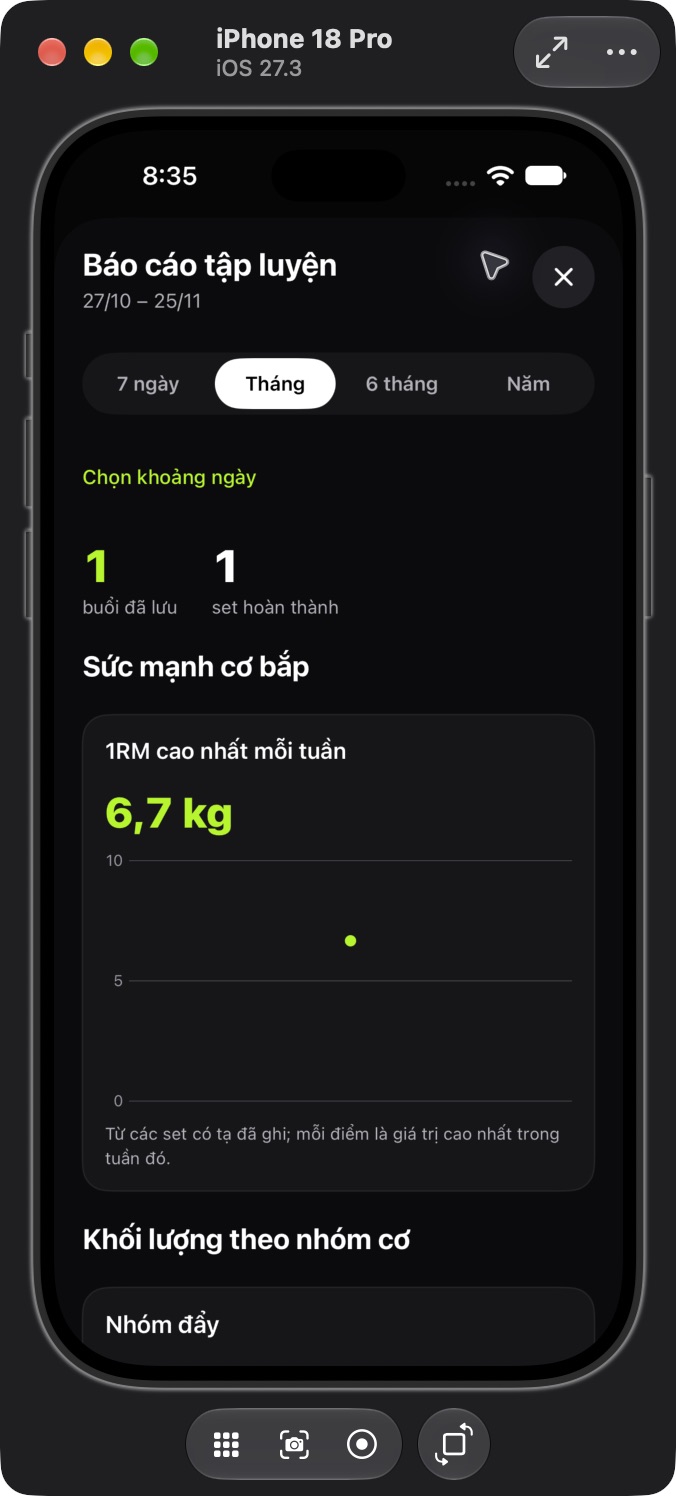 iPhone 18 Pro
iOS 27.3
8:35
Báo cáo tập luyện
27/10 – 25/11
7 ngày
Tháng
6 tháng
Năm
Chọn khoảng ngày
1
1
buổi đã lưu
set hoàn thành
Sức mạnh cơ bắp
1RM cao nhất mỗi tuần
6,7 kg
10
5
0
Từ các set có tạ đã ghi; mỗi điểm là giá trị cao nhất trong
tuần đó.
Khối lượng theo nhóm cơ
Nhóm đẩy